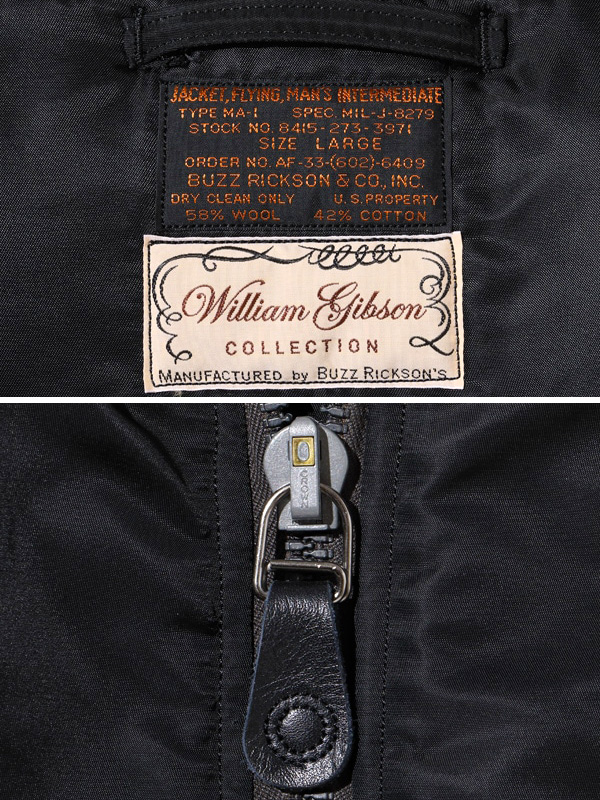 JACKET, FLYING, MAN'S INTERMEDIATE
TYPE MA-1 SPEC. MIL-J-8279
STOCK NO. 8415-273-3971
SIZE LARGE
ORDER NO. AF-33-(602)-6409
BUZZ RICKSON & CO., INC.
DRY CLEAN ONLY U.S. PROPERTY
58% WOOL 42% COTTON
William Gibson
COLLECTION
MANUFACTURED by BUZZ RICKSON'S
CROWN